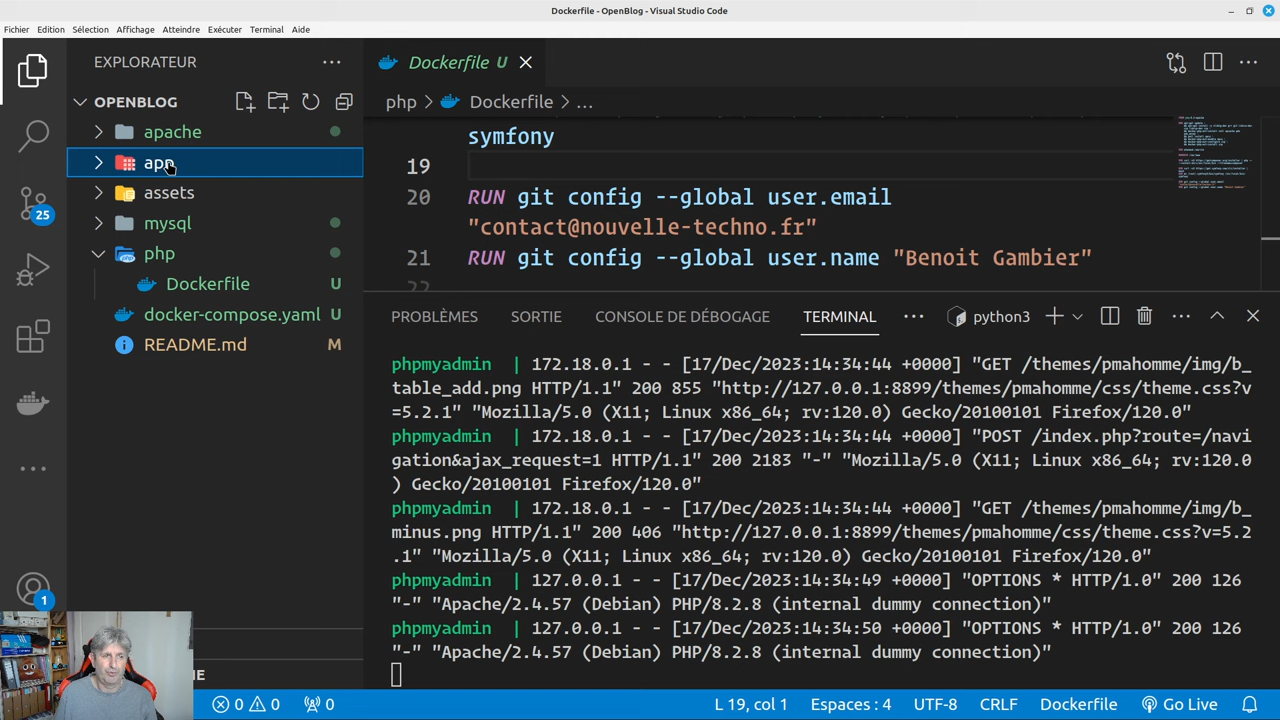 Dockerfile - OpenBlog - Visual Studio Code
Fichier Edition Sélection Affichage Atteindre Exécuter Terminal Aide
EXPLORATEUR
OPENBLOG
apache
app
assets
mysql
php
Dockerfile U
docker-compose.yaml U
README.md M
25
1
Dockerfile U
php > Dockerfile > ...
symfony
19
20 RUN git config --global user.email
"contact@nouvelle-techno.fr"
21 RUN git config --global user.name "Benoit Gambier"
22
PROBLÈMES SORTIE CONSOLE DE DÉBOGAGE TERMINAL python3
phpmyadmin | 172.18.0.1 - - [17/Dec/2023:14:34:44 +0000] "GET /themes/pmahomme/img/b_
table_add.png HTTP/1.1" 200 855 "http://127.0.0.1:8899/themes/pmahomme/css/theme.css?v
=5.2.1" "Mozilla/5.0 (X11; Linux x86_64; rv:120.0) Gecko/20100101 Firefox/120.0"
phpmyadmin | 172.18.0.1 - - [17/Dec/2023:14:34:44 +0000] "POST /index.php?route=/navi
gation&ajax_request=1 HTTP/1.1" 200 2183 "-" "Mozilla/5.0 (X11; Linux x86_64; rv:120.0
) Gecko/20100101 Firefox/120.0"
phpmyadmin | 172.18.0.1 - - [17/Dec/2023:14:34:44 +0000] "GET /themes/pmahomme/img/b_
minus.png HTTP/1.1" 200 406 "http://127.0.0.1:8899/themes/pmahomme/css/theme.css?v=5.2
.1" "Mozilla/5.0 (X11; Linux x86_64; rv:120.0) Gecko/20100101 Firefox/120.0"
phpmyadmin | 127.0.0.1 - - [17/Dec/2023:14:34:49 +0000] "OPTIONS * HTTP/1.0" 200 126
"-" "Apache/2.4.57 (Debian) PHP/8.2.8 (internal dummy connection)"
phpmyadmin | 127.0.0.1 - - [17/Dec/2023:14:34:50 +0000] "OPTIONS * HTTP/1.0" 200 126
"-" "Apache/2.4.57 (Debian) PHP/8.2.8 (internal dummy connection)"
0 0 0 L 19, col 1 Espaces : 4 UTF-8 CRLF Dockerfile Go Live